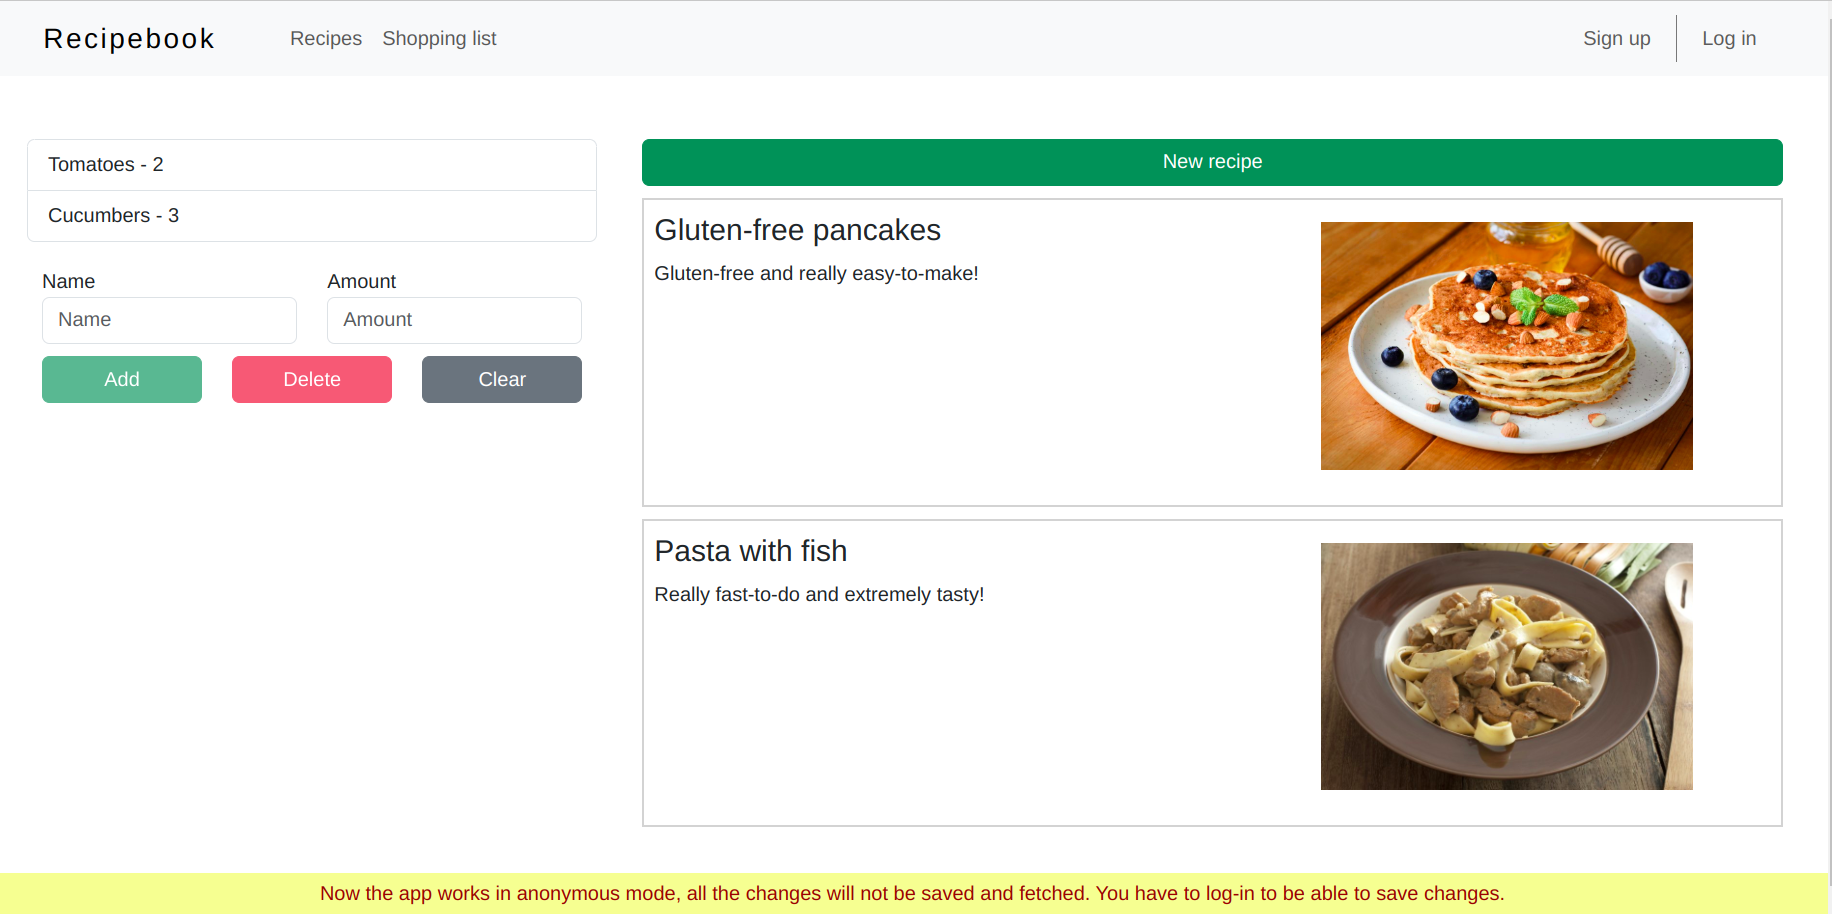 Recipebook
Recipes
Shopping list
Sign up
Log in
Tomatoes - 2
Cucumbers - 3
Name
Amount
Name
Amount
Add
Delete
Clear
New recipe
Gluten-free pancakes
Gluten-free and really easy-to-make!
Pasta with fish
Really fast-to-do and extremely tasty!
Now the app works in anonymous mode, all the changes will not be saved and fetched. You have to log-in to be able to save changes.